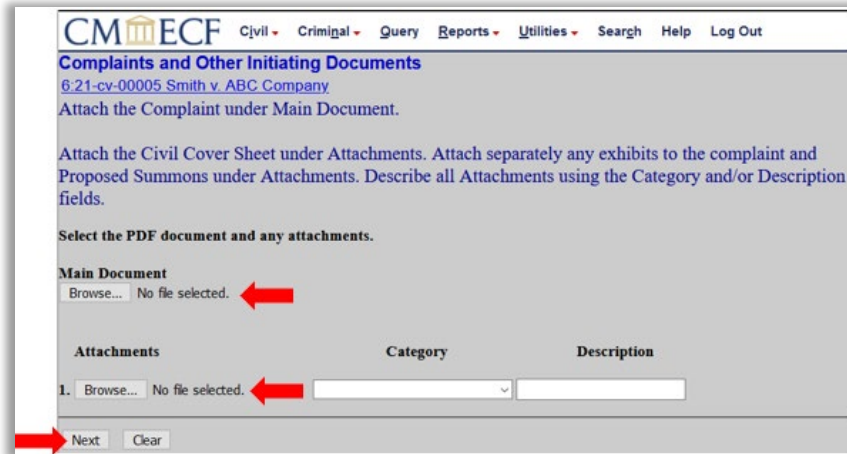 CM ECF Civil Criminal Query Reports Utilities Search Help Log Out
Complaints and Other Initiating Documents
6:21-cv-00005 Smith v. ABC Company
Attach the Complaint under Main Document.
Attach the Civil Cover Sheet under Attachments. Attach separately any exhibits to the complaint and
Proposed Summons under Attachments. Describe all Attachments using the Category and/or Description
fields.
Select the PDF document and any attachments.
Main Document
Browse... No file selected.
Attachments Category Description
1. Browse... No file selected.
Next Clear